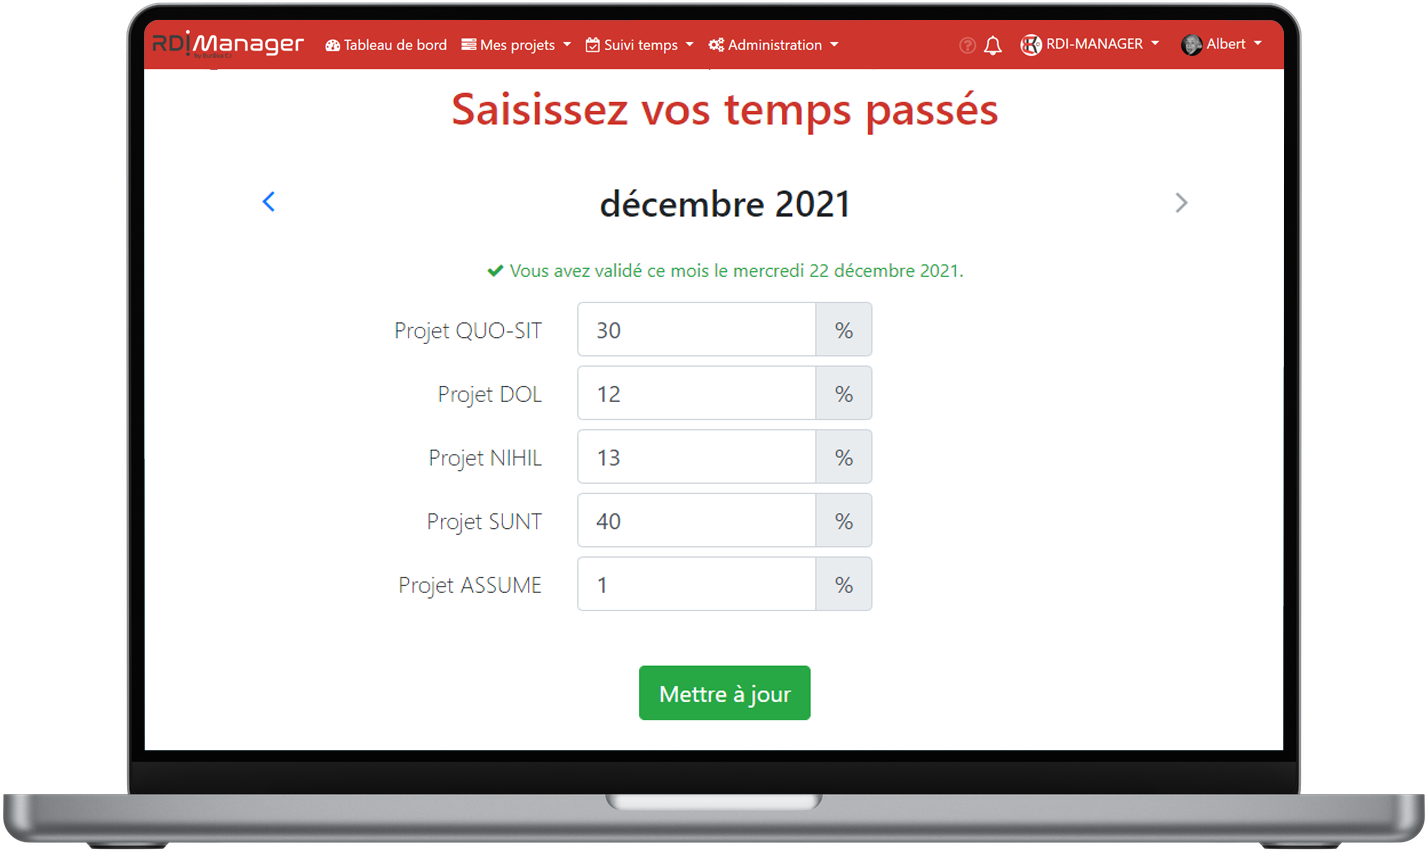 RDiManager Tableau de bord Mes projets Suivi temps Administration RDI-MANAGER Albert
Saisissez vos temps passés
décembre 2021
Vous avez validé ce mois le mercredi 22 décembre 2021.
Projet QUO-SIT 30 %
Projet DOL 12 %
Projet NIHIL 13 %
Projet SUNT 40 %
Projet ASSUME 1 %
Mettre à jour